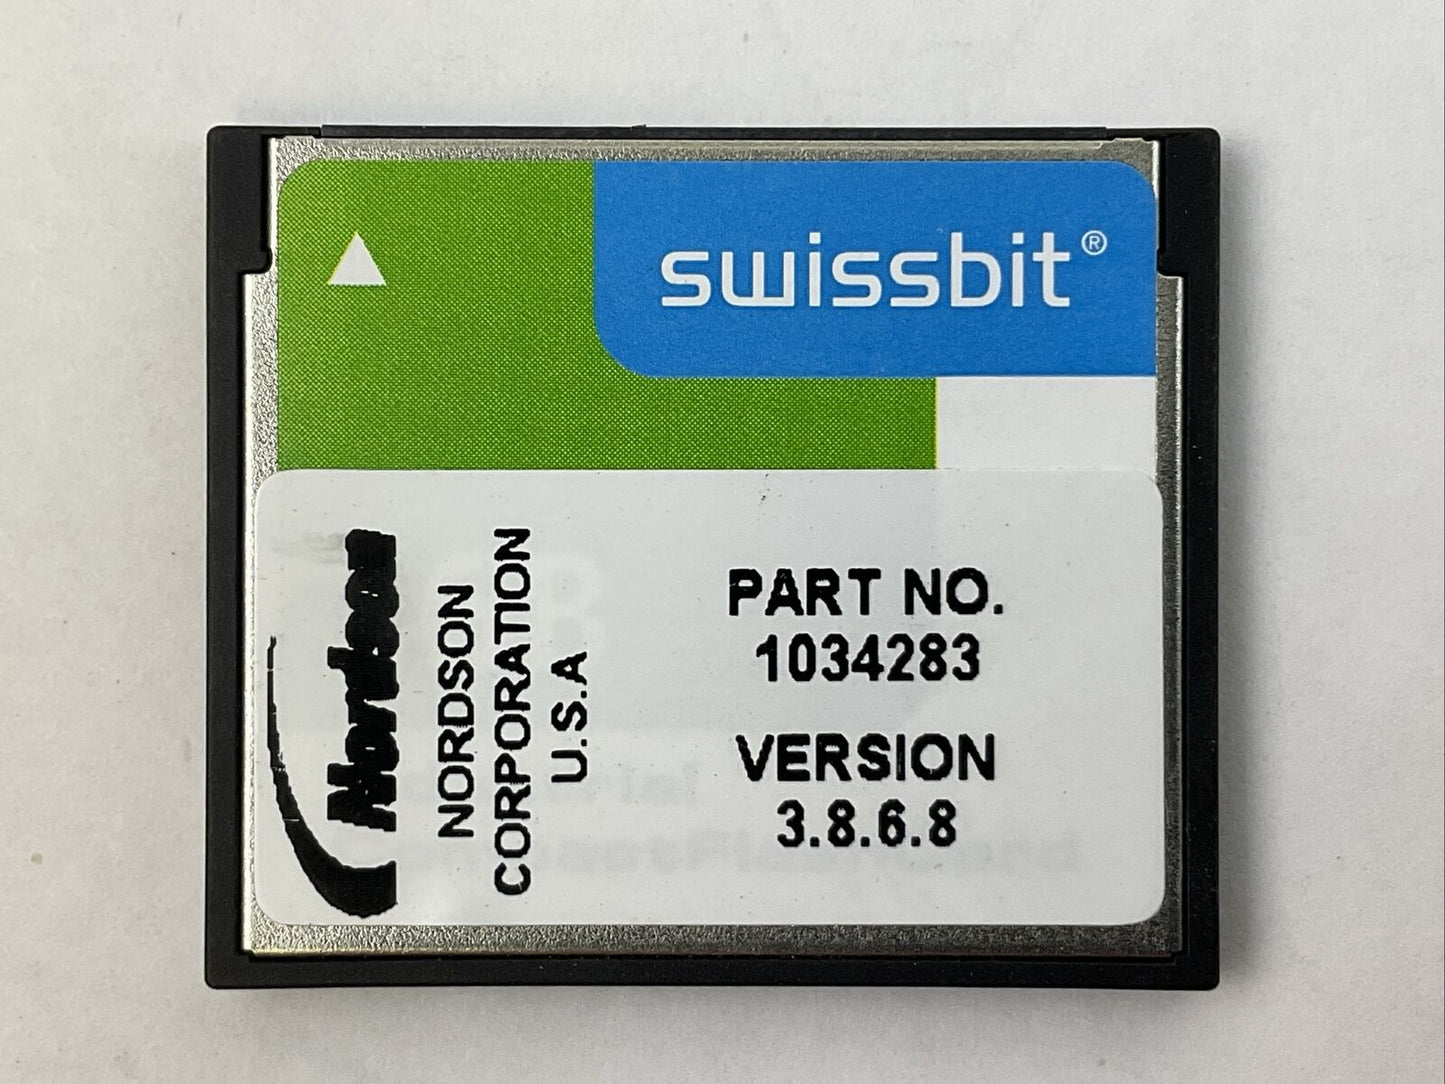 swissbit®
Nordson
NORDSON
CORPORATION
U.S.A
PART NO.
1034283
VERSION
3.8.6.8